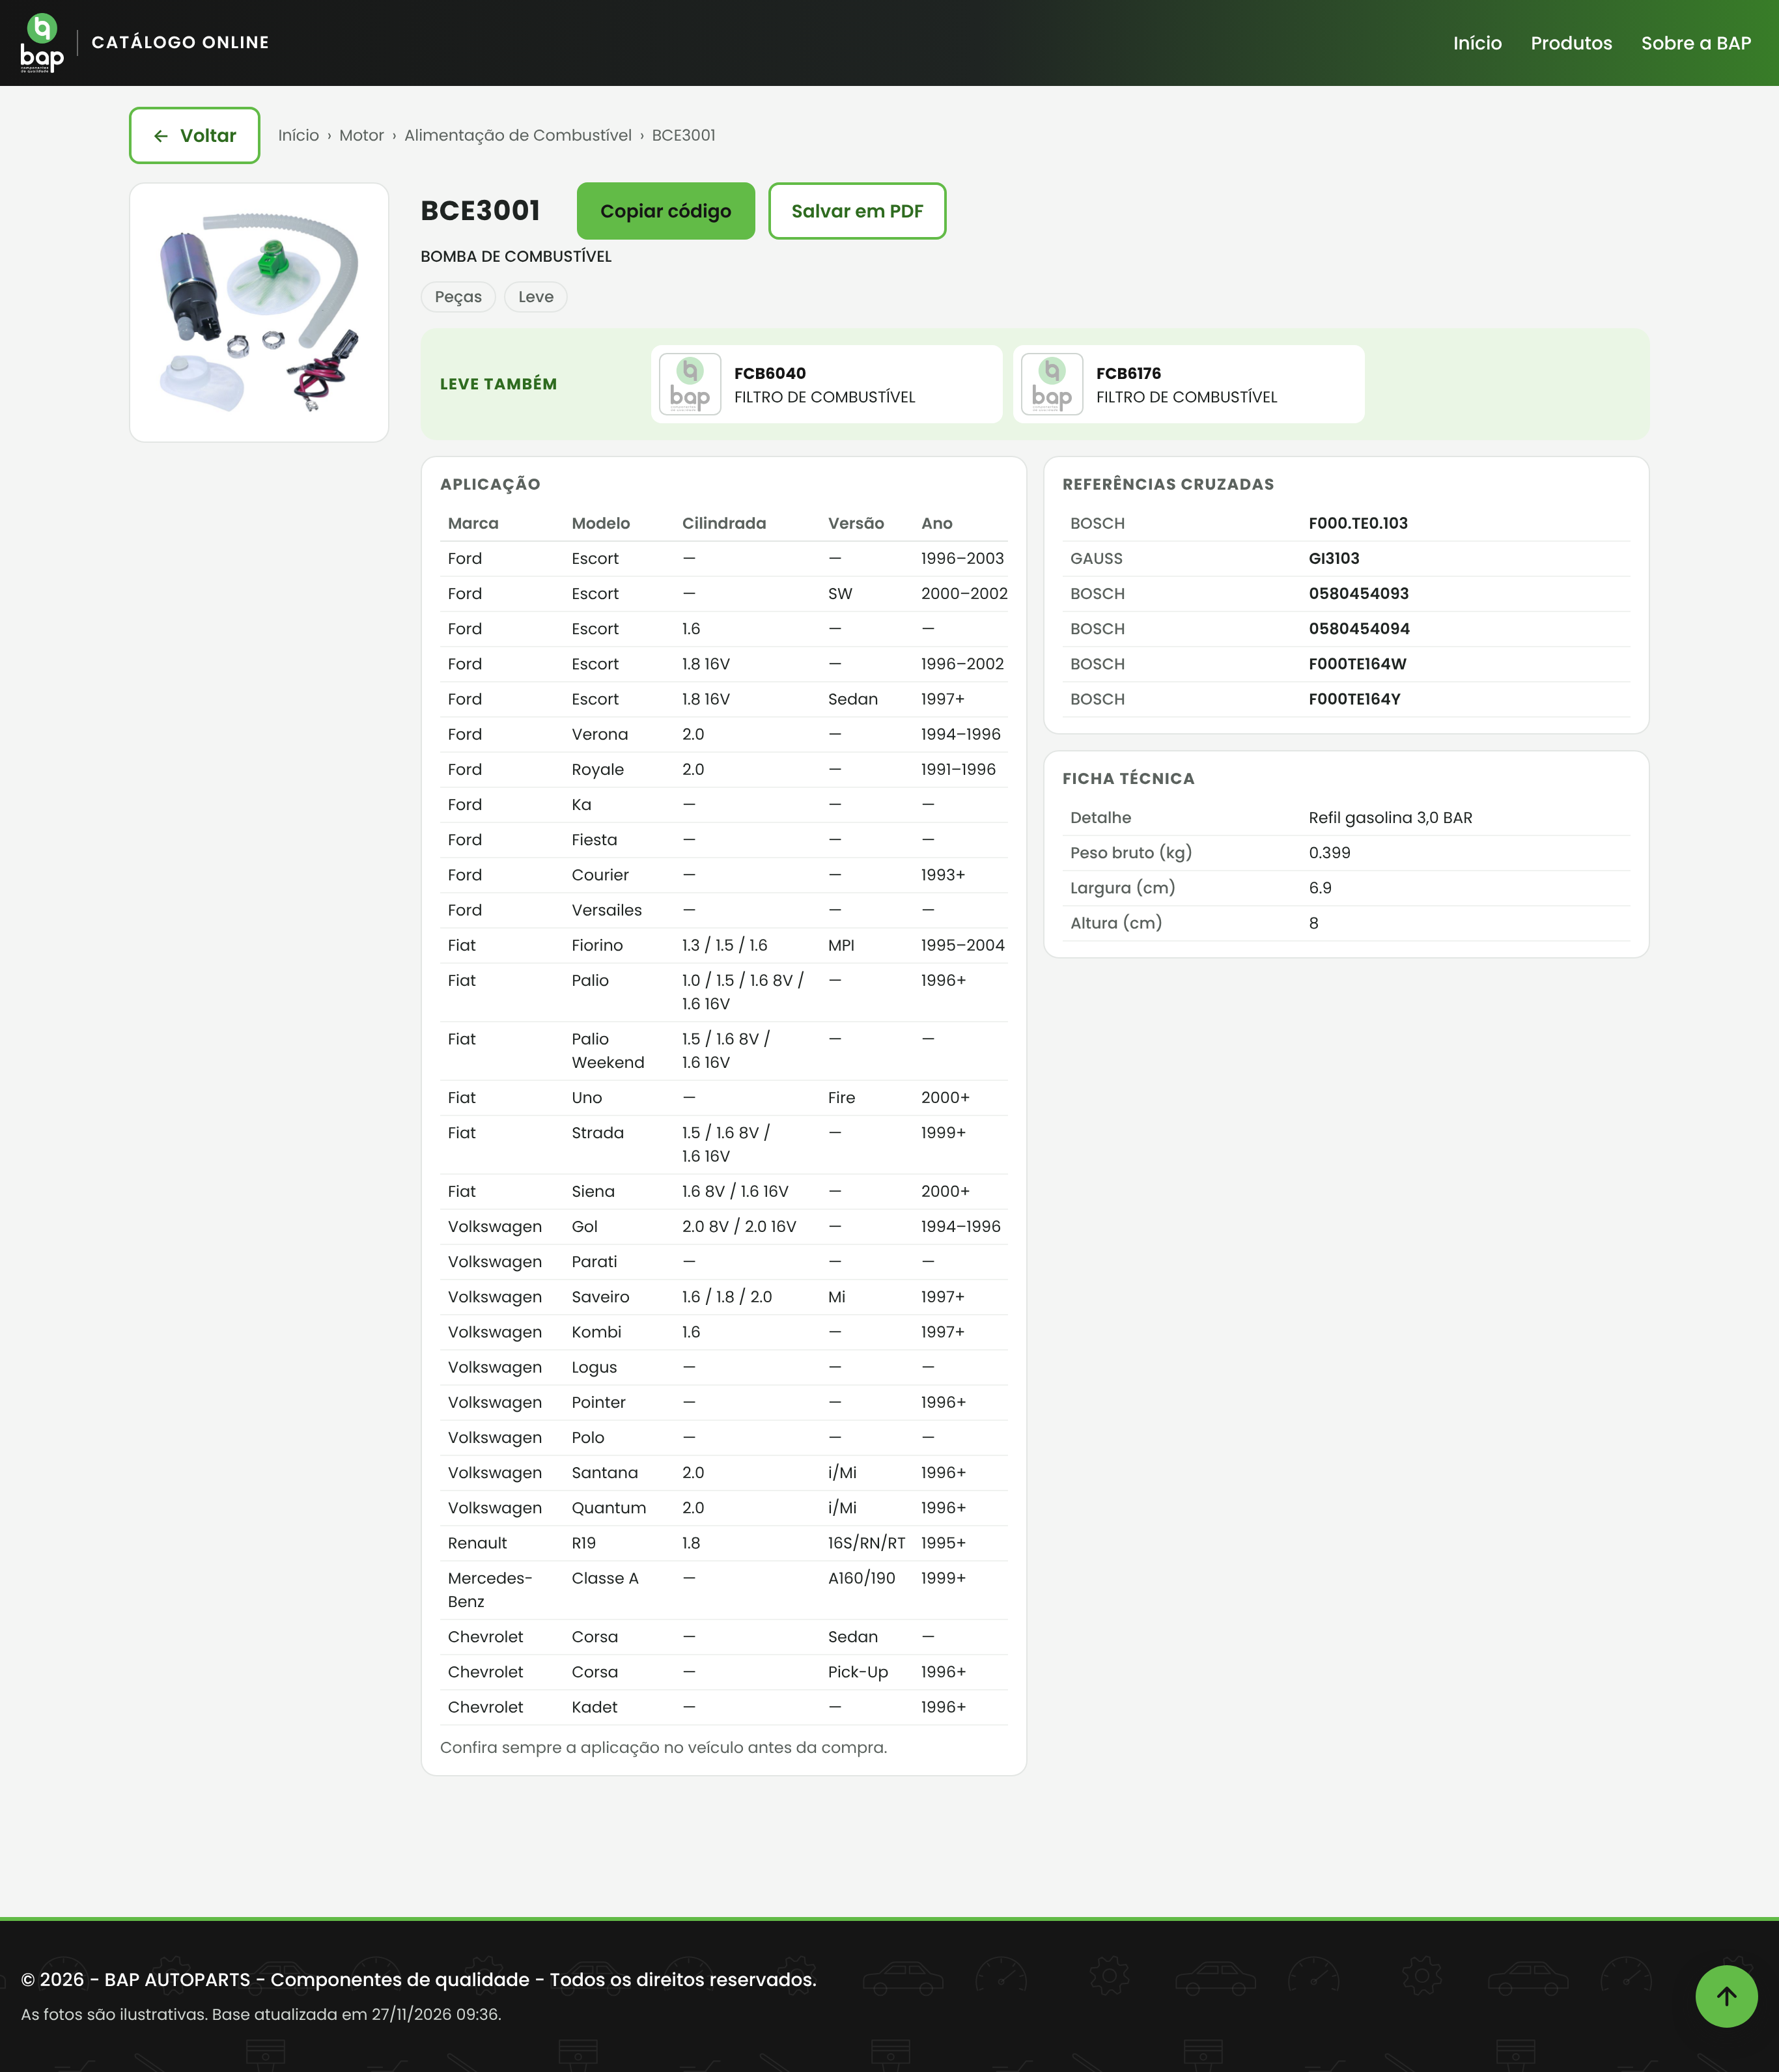 bap
CATÁLOGO ONLINE
Início Produtos Sobre a BAP
← Voltar
Início › Motor › Alimentação de Combustível › BCE3001
BCE3001
Copiar código
Salvar em PDF
BOMBA DE COMBUSTÍVEL
Peças Leve
LEVE TAMBÉM
bap
FCB6040
FILTRO DE COMBUSTÍVEL
bap
FCB6176
FILTRO DE COMBUSTÍVEL
APLICAÇÃO
Marca Modelo Cilindrada Versão Ano
Ford Escort — — 1996–2003
Ford Escort — SW 2000–2002
Ford Escort 1.6 — —
Ford Escort 1.8 16V — 1996–2002
Ford Escort 1.8 16V Sedan 1997+
Ford Verona 2.0 — 1994–1996
Ford Royale 2.0 — 1991–1996
Ford Ka — — —
Ford Fiesta — — —
Ford Courier — — 1993+
Ford Versailes — — —
Fiat Fiorino 1.3 / 1.5 / 1.6 MPI 1995–2004
Fiat Palio 1.0 / 1.5 / 1.6 8V / — 1996+
1.6 16V
Fiat Palio 1.5 / 1.6 8V / — —
Weekend 1.6 16V
Fiat Uno — Fire 2000+
Fiat Strada 1.5 / 1.6 8V / — 1999+
1.6 16V
Fiat Siena 1.6 8V / 1.6 16V — 2000+
Volkswagen Gol 2.0 8V / 2.0 16V — 1994–1996
Volkswagen Parati — — —
Volkswagen Saveiro 1.6 / 1.8 / 2.0 Mi 1997+
Volkswagen Kombi 1.6 — 1997+
Volkswagen Logus — — —
Volkswagen Pointer — — 1996+
Volkswagen Polo — — —
Volkswagen Santana 2.0 i/Mi 1996+
Volkswagen Quantum 2.0 i/Mi 1996+
Renault R19 1.8 16S/RN/RT 1995+
Mercedes- Classe A — A160/190 1999+
Benz
Chevrolet Corsa — Sedan —
Chevrolet Corsa — Pick-Up 1996+
Chevrolet Kadet — — 1996+
Confira sempre a aplicação no veículo antes da compra.
REFERÊNCIAS CRUZADAS
BOSCH F000.TE0.103
GAUSS GI3103
BOSCH 0580454093
BOSCH 0580454094
BOSCH F000TE164W
BOSCH F000TE164Y
FICHA TÉCNICA
Detalhe Refil gasolina 3,0 BAR
Peso bruto (kg) 0.399
Largura (cm) 6.9
Altura (cm) 8
© 2026 - BAP AUTOPARTS - Componentes de qualidade - Todos os direitos reservados.
As fotos são ilustrativas. Base atualizada em 27/11/2026 09:36.